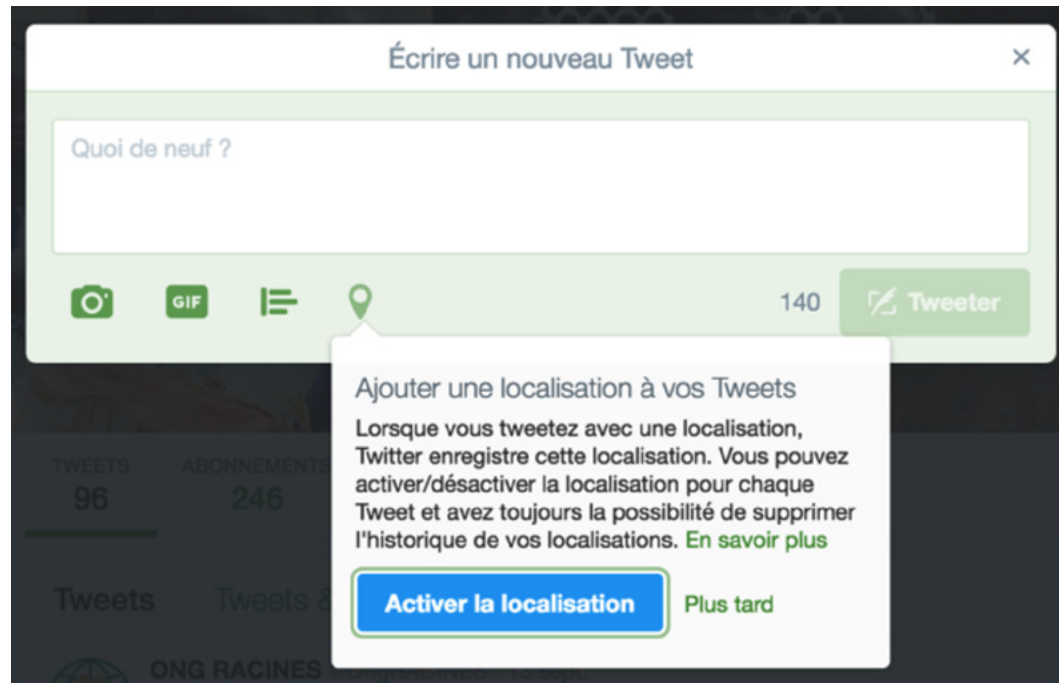 Écrire un nouveau Tweet ×
Quoi de neuf ?
GIF
140 Tweeter
Ajouter une localisation à vos Tweets
Lorsque vous tweetez avec une localisation,
Twitter enregistre cette localisation. Vous pouvez
activer/désactiver la localisation pour chaque
Tweet et avez toujours la possibilité de supprimer
l'historique de vos localisations. En savoir plus
Activer la localisation Plus tard
TWEETS ABONNEMENTS
96 246
Tweets Tweets &
ONG RACINES